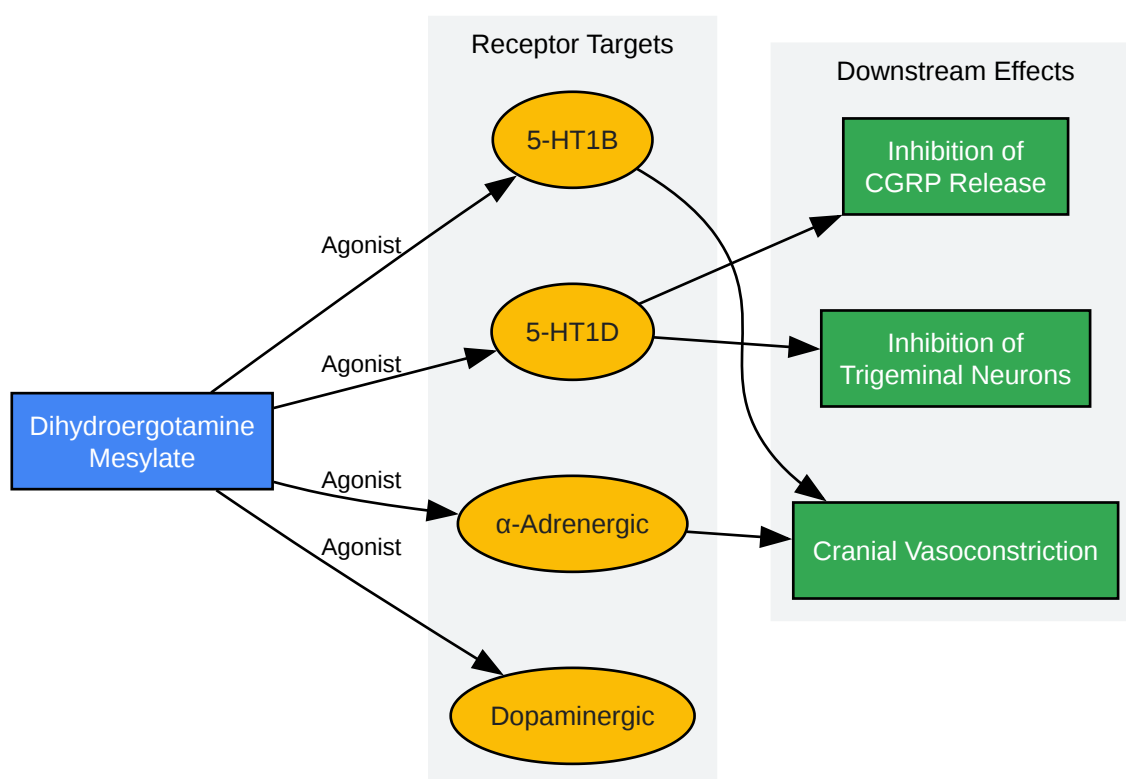 Receptor Targets
Downstream Effects
5-HT1B
Inhibition of
CGRP Release
Agonist
5-HT1D
Inhibition of
Trigeminal Neurons
Agonist
Dihydroergotamine
Mesylate
Agonist
α-Adrenergic
Cranial Vasoconstriction
Agonist
Dopaminergic